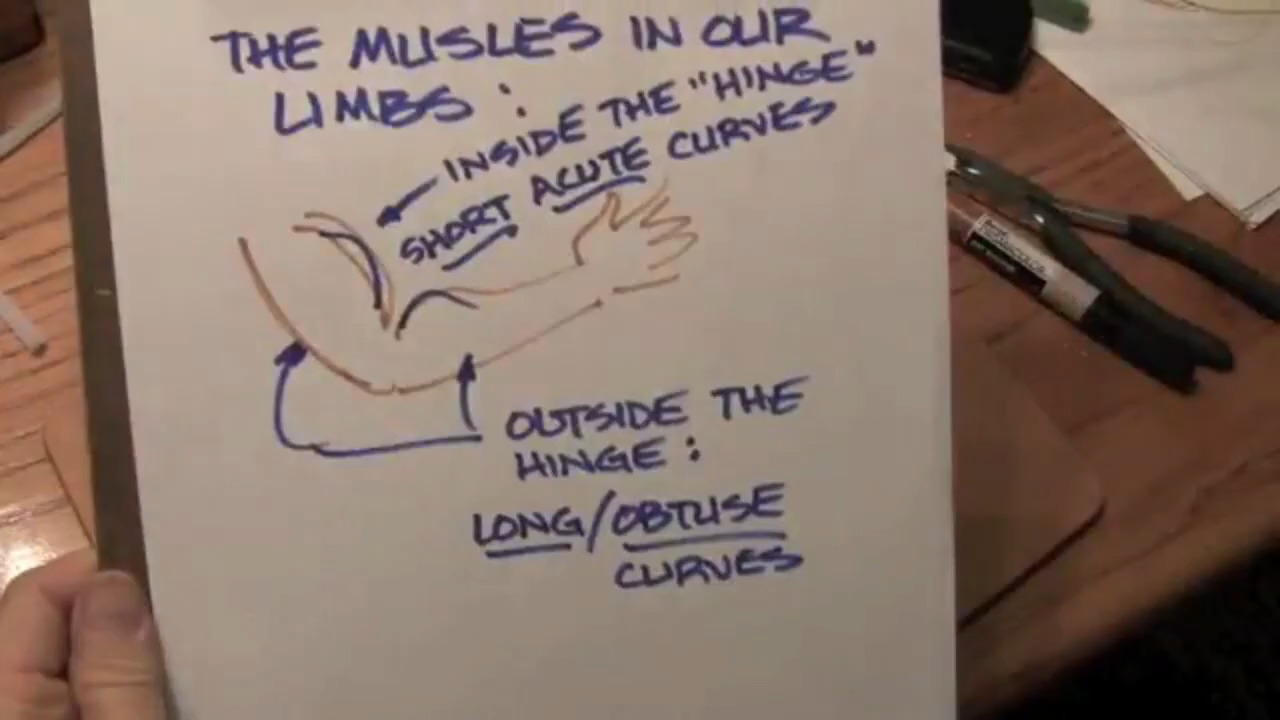 THE MUSLES IN OUR
LIMBS :
INSIDE THE "HINGE"
SHORT ACUTE CURVES
OUTSIDE THE
HINGE :
LONG/OBTUSE
CURVES